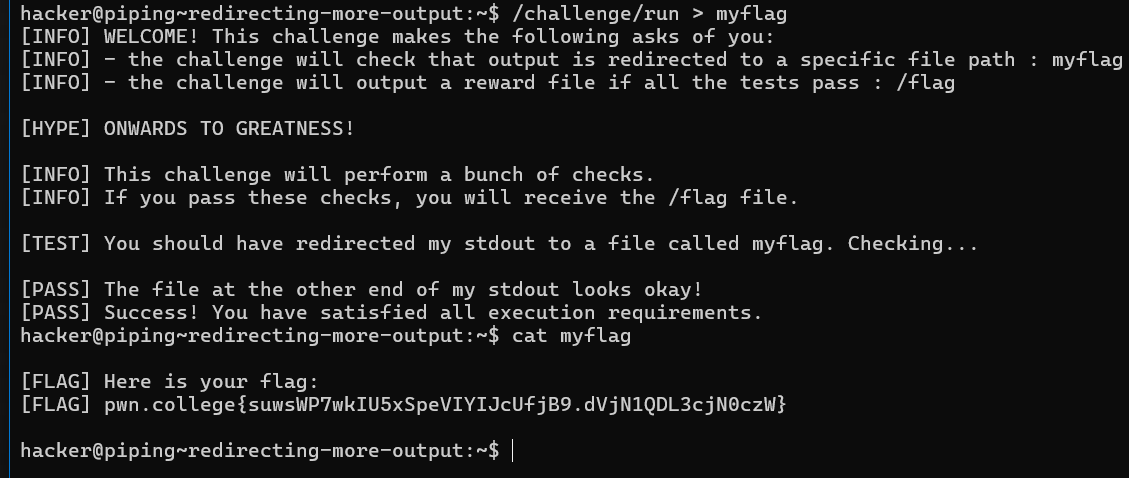 hacker@piping~redirecting-more-output:~$ /challenge/run > myflag
[INFO] WELCOME! This challenge makes the following asks of you:
[INFO] - the challenge will check that output is redirected to a specific file path : myflag
[INFO] - the challenge will output a reward file if all the tests pass : /flag
[HYPE] ONWARDS TO GREATNESS!
[INFO] This challenge will perform a bunch of checks.
[INFO] If you pass these checks, you will receive the /flag file.
[TEST] You should have redirected my stdout to a file called myflag. Checking...
[PASS] The file at the other end of my stdout looks okay!
[PASS] Success! You have satisfied all execution requirements.
hacker@piping~redirecting-more-output:~$ cat myflag
[FLAG] Here is your flag:
[FLAG] pwn.college{suwsWP7wkIU5xSpeVIYIJcUfjB9.dVjN1QDL3cjN0czW}
hacker@piping~redirecting-more-output:~$